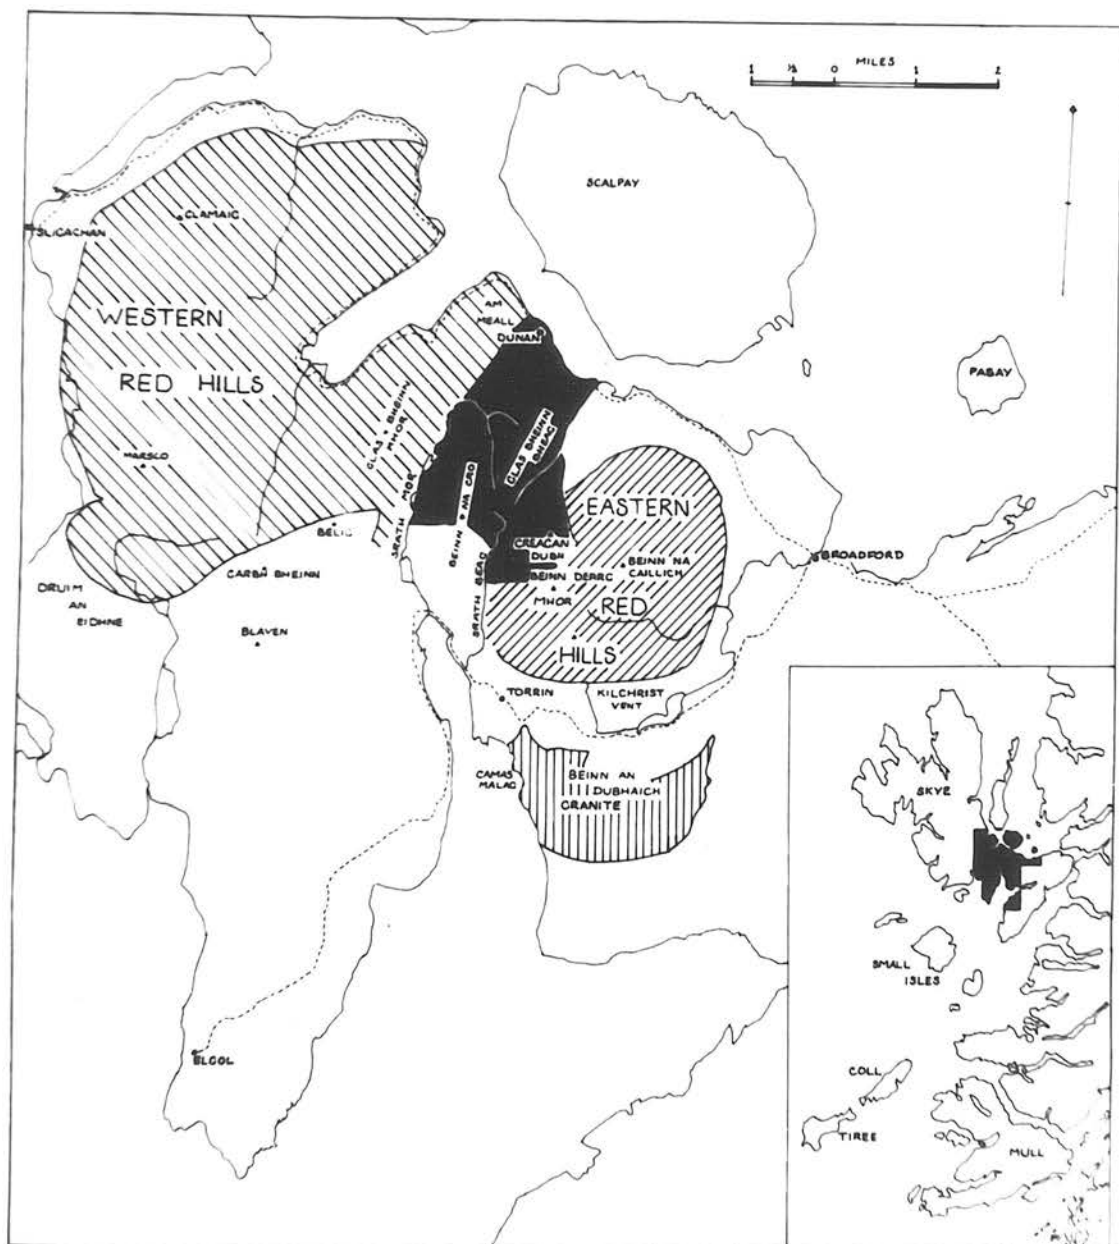 MILES
1 ½ 0 1 2
SCALPAY
GLAMAIG
SLIGACHAN
AM
MEALL
DUNAN
WESTERN
RED HILLS
PABAY
GLAS BHEINN
MHOR
GLAS BHEINN
BHEAG
MARSCO
SRATH MOR
BEINN NA CRO
EASTERN
BELIG
CREAGAN
DUBH
BROADFORD
BEINN NA
CAILLICH
GARBH BHEINN
BEINN DEARG
MHOR
DRUIM
AN
EIDHNE
SRATH BEAG
RED
BLAVEN
HILLS
TORRIN
KILCHRIST
VENT
CAMAS
MALAG
BEINN AN
DUBHAICH
GRANITE
SKYE
SMALL
ISLES
ELGOL
COLL
TIREE
MULL